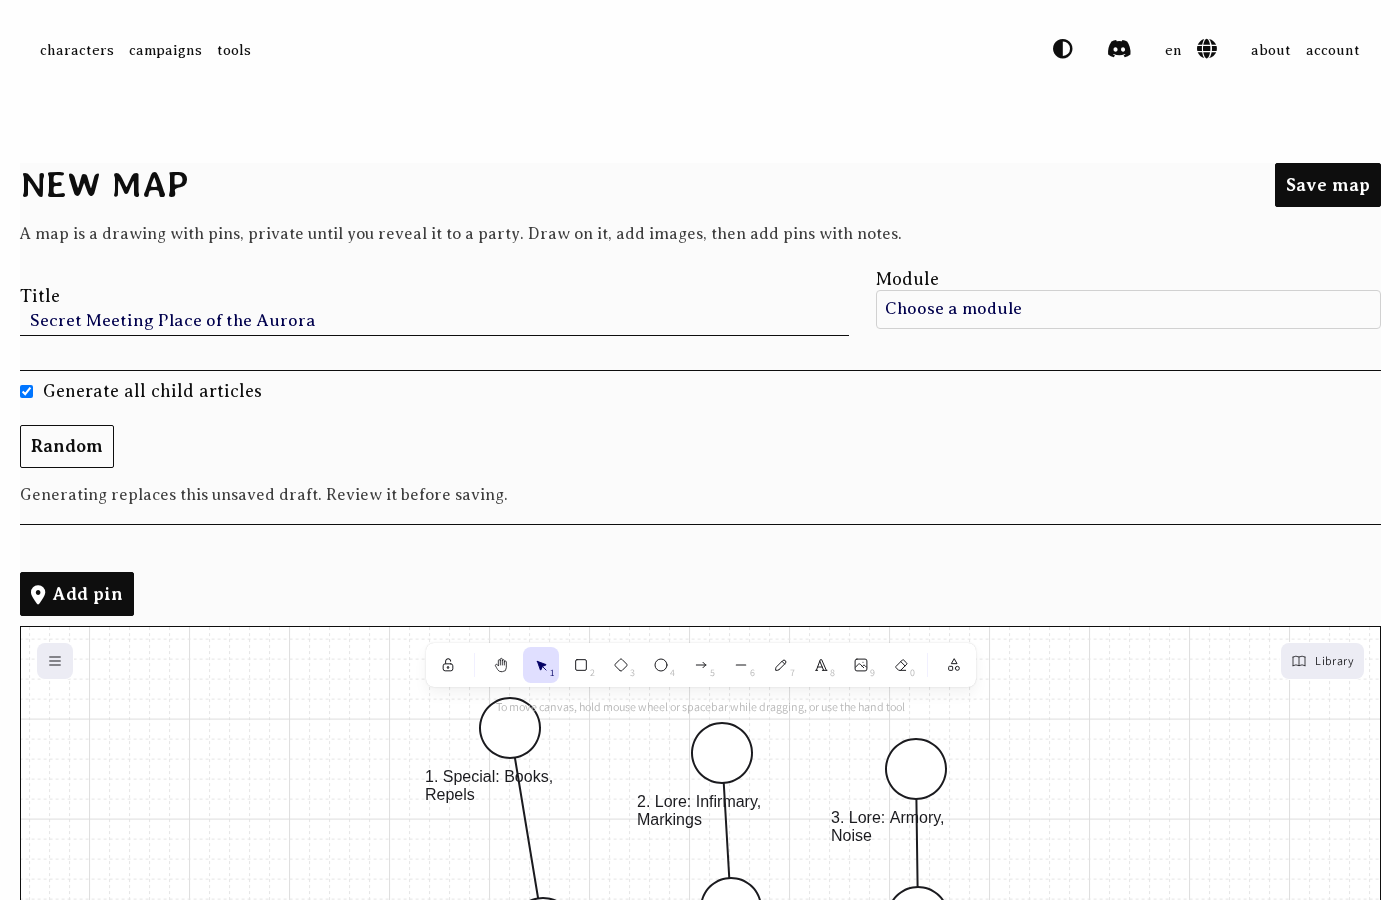 characters campaigns tools en about account
NEW MAP
Save map
A map is a drawing with pins, private until you reveal it to a party. Draw on it, add images, then add pins with notes.
Title
Secret Meeting Place of the Aurora
Module
Choose a module
Generate all child articles
Random
Generating replaces this unsaved draft. Review it before saving.
Add pin
1 2 3 4 5 6 7 8 9 0
Library
To move canvas, hold mouse wheel or spacebar while dragging, or use the hand tool
1. Special: Books,
Repels
2. Lore: Infirmary,
Markings
3. Lore: Armory,
Noise